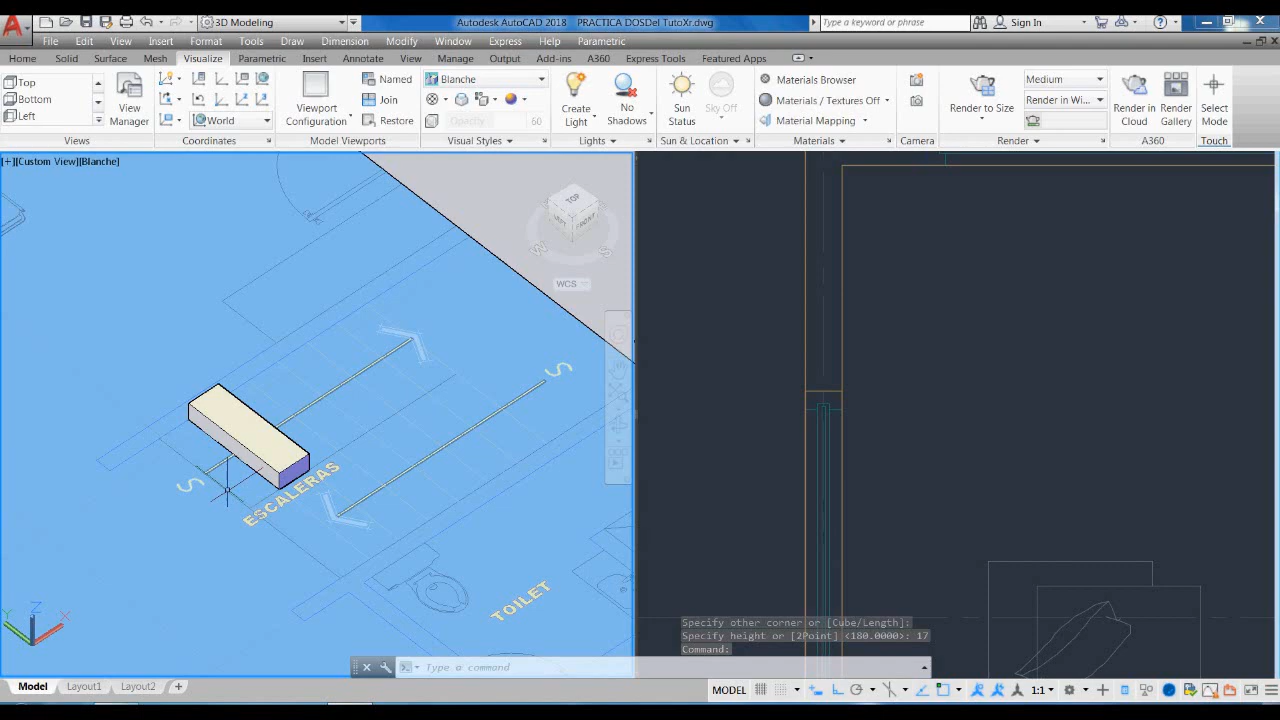 3D Modeling
Autodesk AutoCAD 2018 PRACTICA DOSDel TutoXr.dwg
Type a keyword or phrase
Sign In
File Edit View Insert Format Tools Draw Dimension Modify Window Express Help Parametric
Home Solid Surface Mesh Visualize Parametric Insert Annotate View Manage Output Add-ins A360 Express Tools Featured Apps
Top
Bottom
Left
View Manager
Views
World
Coordinates
Viewport Configuration
Named
Join
Restore
Model Viewports
Blanche
Opacity 60
Visual Styles
Create Light
No Shadows
Lights
Sun Status
Sky Off
Sun & Location
Materials Browser
Materials / Textures Off
Material Mapping
Materials
Camera
Render to Size
Medium
Render in Wi...
Render
Render in Cloud
Render Gallery
A360
Select Mode
Touch
[+][Custom View][Blanche]
TOP
LEFT
FRONT
W
S
WCS
S
S
ESCALERAS
TOILET
Z
Y
X
Specify other corner or [Cube/Length]:
Specify height or [2Point] <180.0000>: 17
Command:
Type a command
Model Layout1 Layout2 +
MODEL
1:1